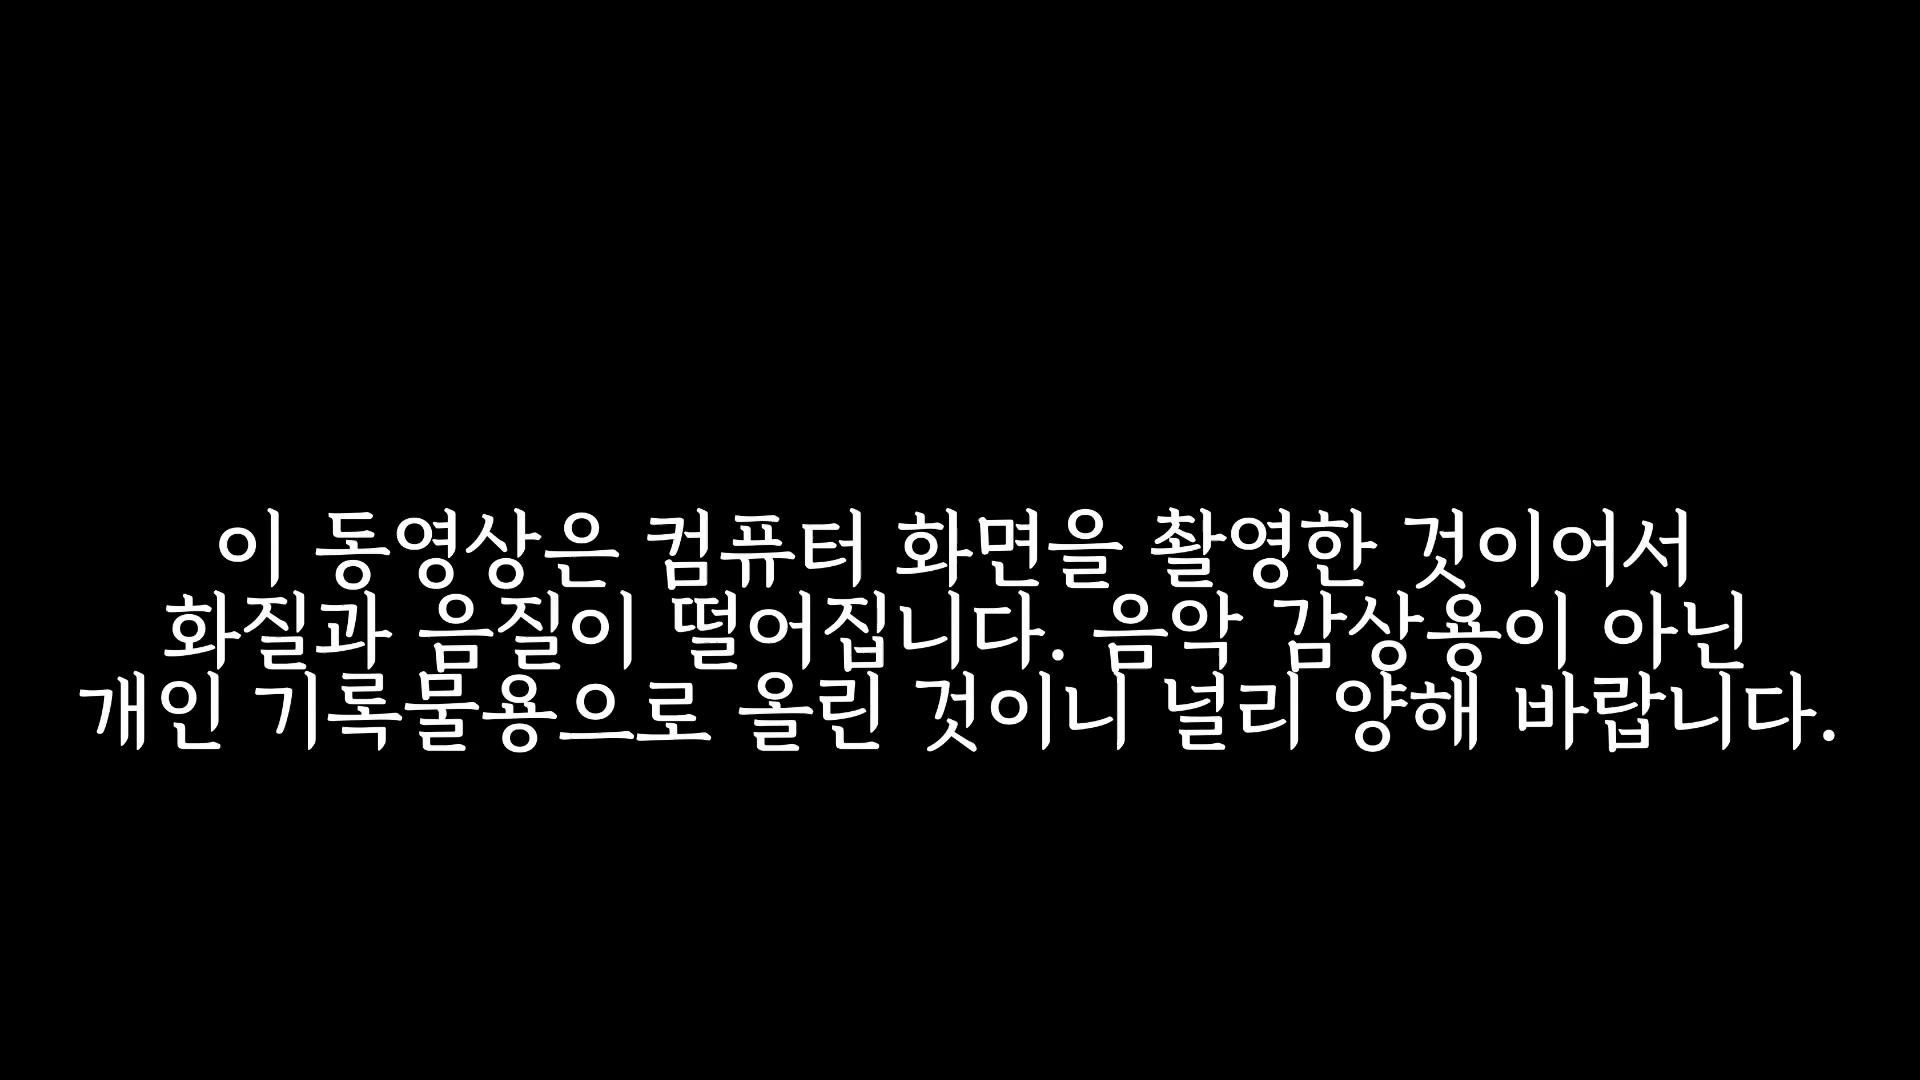 이 동영상은 컴퓨터 화면을 촬영한 것이어서
화질과 음질이 떨어집니다. 음악 감상용이 아닌
개인 기록물용으로 올린 것이니 널리 양해 바랍니다.